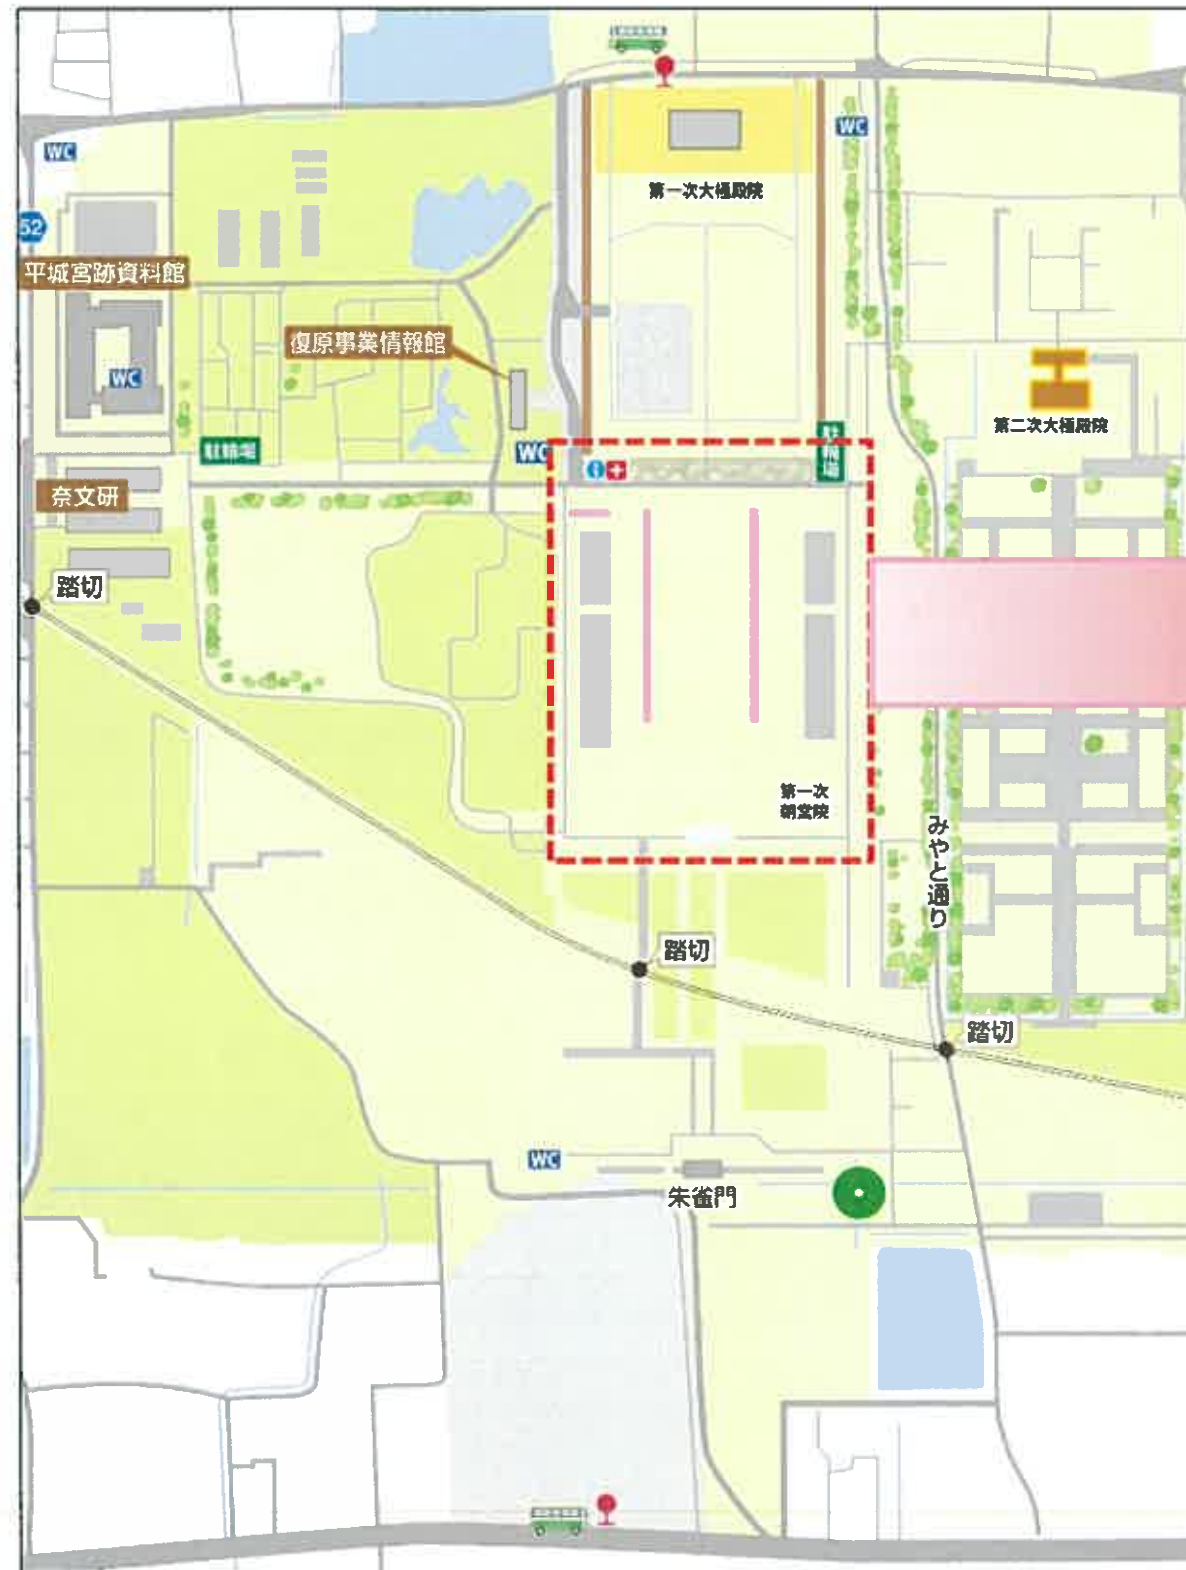 WC
WC
第一次大極殿院
52
平城宮跡資料館
復原事業情報館
WC
第二次大極殿院
駐輪場
駐輪場
WC
i
奈文研
踏切
第一次
朝堂院
みやと通り
踏切
踏切
WC
朱雀門